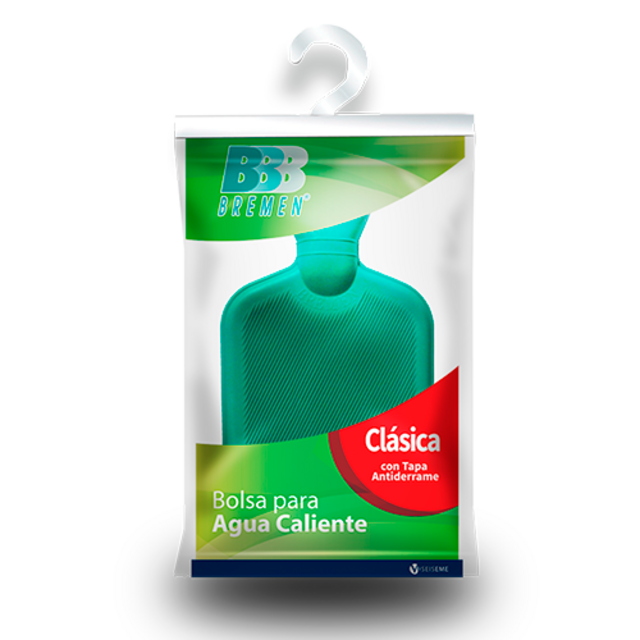 BBB
BREMEN®
Clásica
con Tapa
Antiderrame
Bolsa para
Agua Caliente
SEISEME